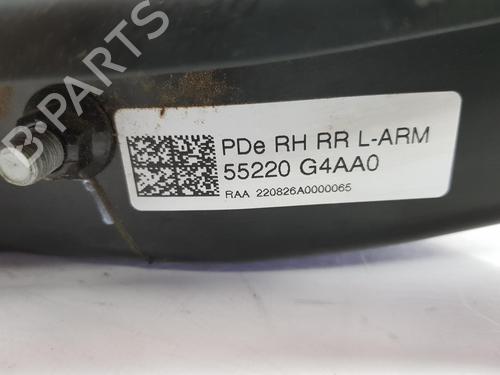 PDe RH RR L-ARM
55220 G4AA0
RAA 220826A0000065
B-PARTS